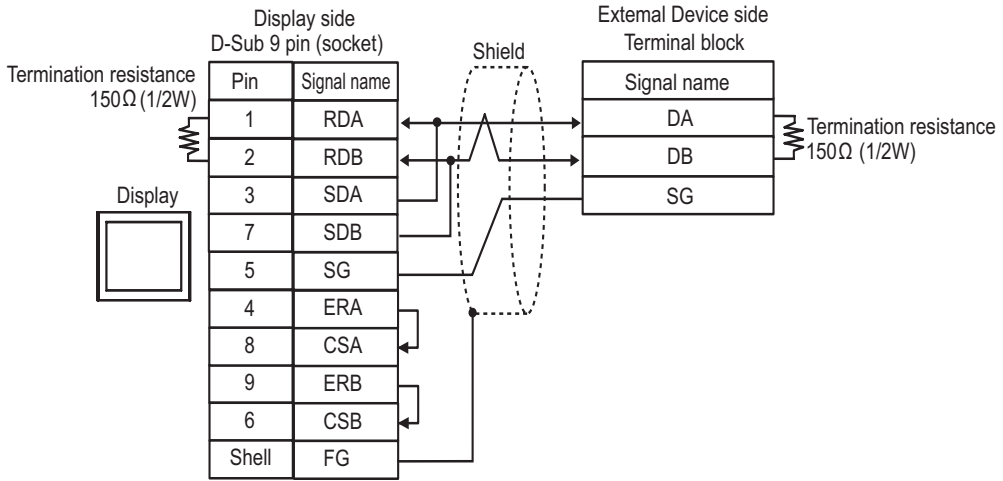 Display side
D-Sub 9 pin (socket)
External Device side
Terminal block
Shield
Termination resistance
150Ω (1/2W)
Pin Signal name
1 RDA
2 RDB
3 SDA
7 SDB
5 SG
4 ERA
8 CSA
9 ERB
6 CSB
Shell FG
Display
Signal name
DA
DB
SG
Termination resistance
150Ω (1/2W)